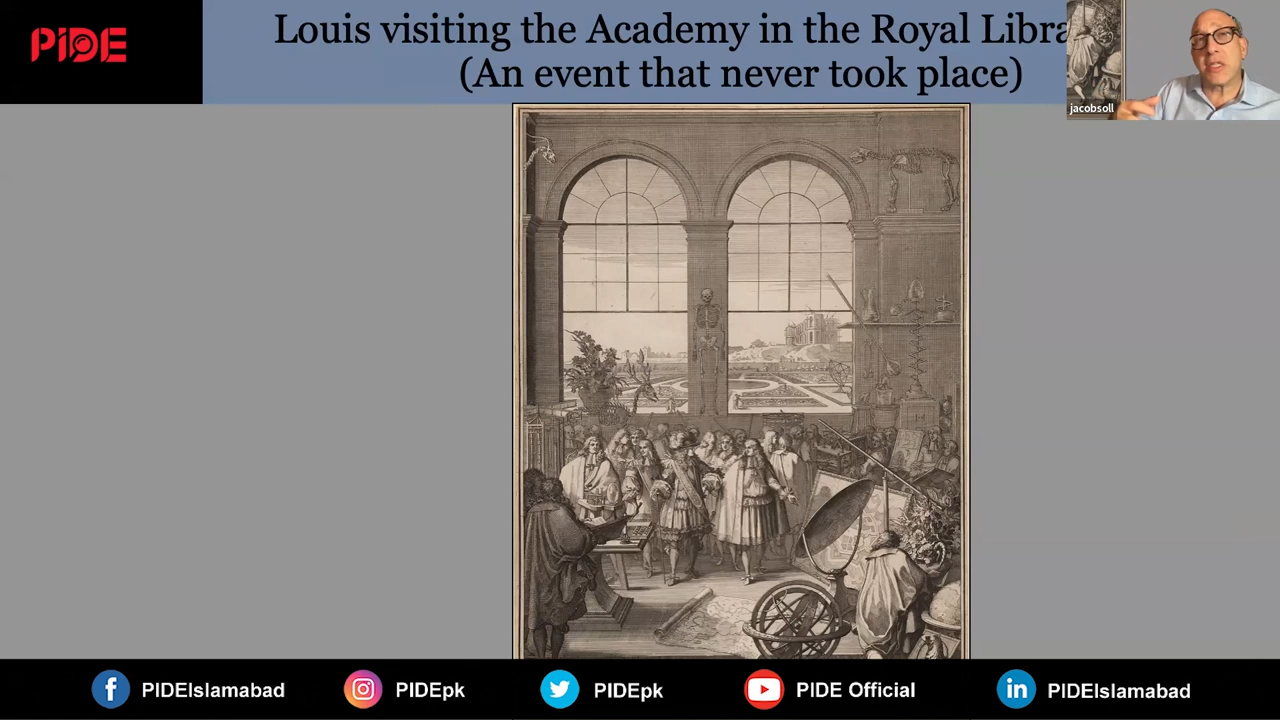 PIDE
Louis visiting the Academy in the Royal
(An event that never took place)
jacobsoll
PIDEIslamabad
PIDEpk
PIDEpk
PIDE Official
PIDEIslamabad